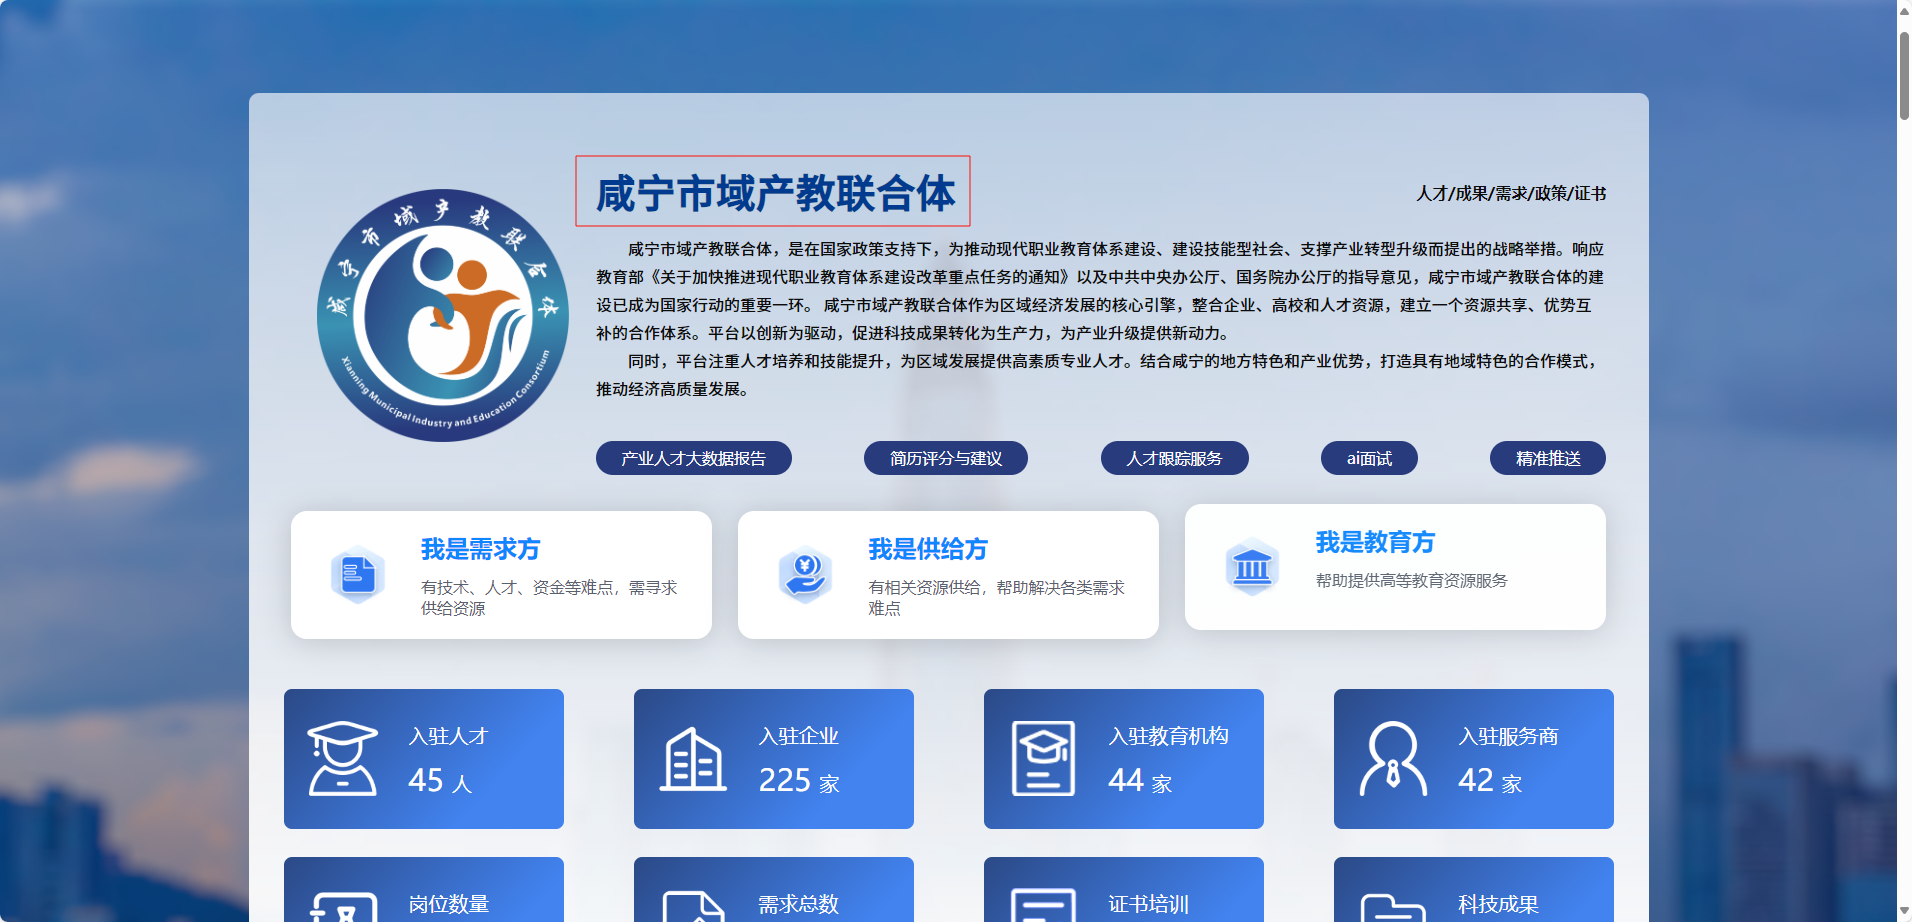 咸宁市域产教联合体
Xianning Municipal Industry and Education Consortium
咸宁市域产教联合体
人才/成果/需求/政策/证书
咸宁市域产教联合体，是在国家政策支持下，为推动现代职业教育体系建设、建设技能型社会、支撑产业转型升级而提出的战略举措。响应
教育部《关于加快推进现代职业教育体系建设改革重点任务的通知》以及中共中央办公厅、国务院办公厅的指导意见，咸宁市域产教联合体的建
设已成为国家行动的重要一环。 咸宁市域产教联合体作为区域经济发展的核心引擎，整合企业、高校和人才资源，建立一个资源共享、优势互
补的合作体系。平台以创新为驱动，促进科技成果转化为生产力，为产业升级提供新动力。
同时，平台注重人才培养和技能提升，为区域发展提供高素质专业人才。结合咸宁的地方特色和产业优势，打造具有地域特色的合作模式，
推动经济高质量发展。
产业人才大数据报告
简历评分与建议
人才跟踪服务
ai面试
精准推送
我是需求方
有技术、人才、资金等难点，需寻求
供给资源
我是供给方
有相关资源供给，帮助解决各类需求
难点
我是教育方
帮助提供高等教育资源服务
入驻人才
45 人
入驻企业
225 家
入驻教育机构
44 家
入驻服务商
42 家
岗位数量
需求总数
证书培训
科技成果